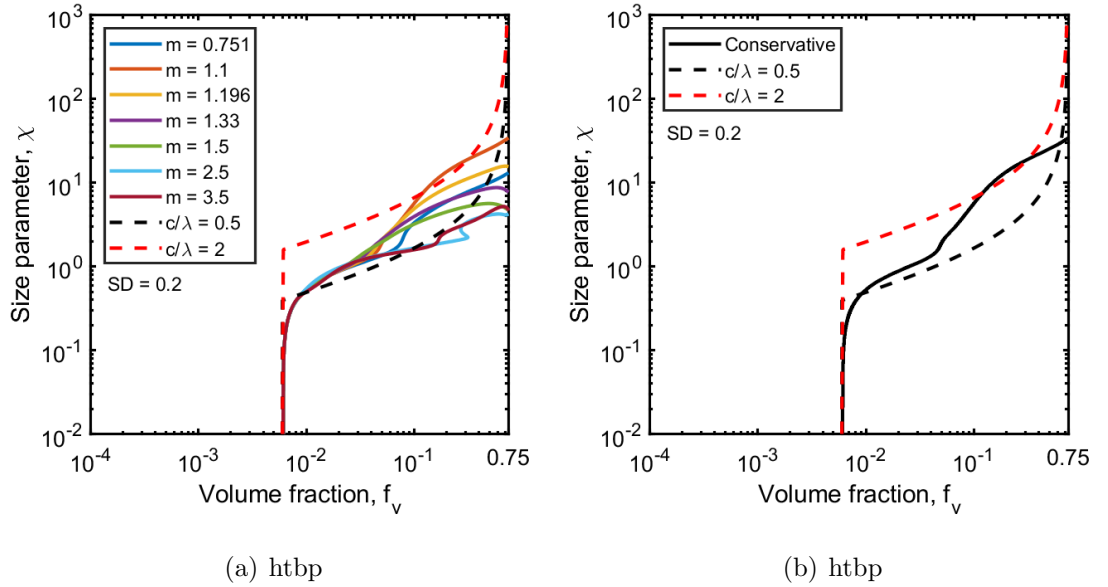 10^3
10^2
10^1
10^0
10^-1
10^-2
Size parameter, χ
m = 0.751
m = 1.1
m = 1.196
m = 1.33
m = 1.5
m = 2.5
m = 3.5
c/λ = 0.5
c/λ = 2
SD = 0.2
10^-4
10^-3
10^-2
10^-1
0.75
Volume fraction, f_v
(a) htbp
10^3
10^2
10^1
10^0
10^-1
10^-2
Size parameter, χ
Conservative
c/λ = 0.5
c/λ = 2
SD = 0.2
10^-4
10^-3
10^-2
10^-1
0.75
Volume fraction, f_v
(b) htbp